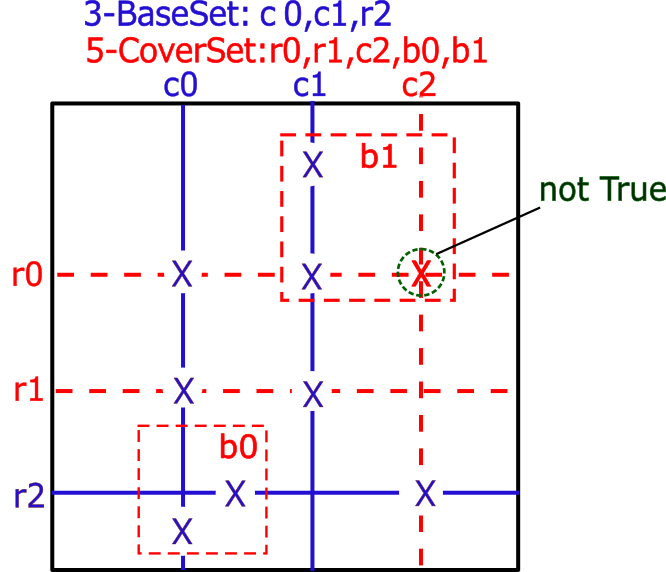 3-BaseSet: c 0,c1,r2
5-CoverSet:r0,r1,c2,b0,b1
c0 c1 c2
b1
X
not True
r0 X X X
r1 X X
b0
r2 X X
X